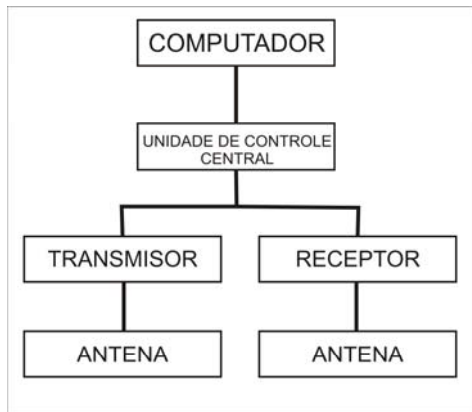 COMPUTADOR
UNIDADE DE CONTROLE
CENTRAL
TRANSMISOR
RECEPTOR
ANTENA
ANTENA